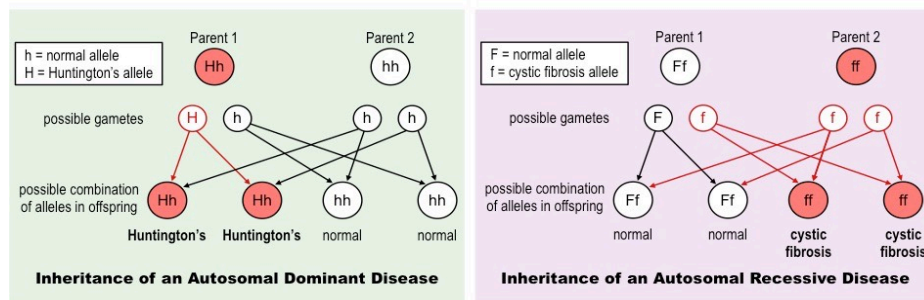 Parent 1
Parent 2
h = normal allele
H = Huntington's allele
Hh
hh
possible gametes
H
h
h
h
possible combination
of alleles in offspring
Hh
Hh
hh
hh
Huntington's
Huntington's
normal
normal
Inheritance of an Autosomal Dominant Disease
Parent 1
Parent 2
F = normal allele
f = cystic fibrosis allele
Ff
ff
possible gametes
F
f
f
f
possible combination
of alleles in offspring
Ff
Ff
ff
ff
normal
normal
cystic
fibrosis
cystic
fibrosis
Inheritance of an Autosomal Recessive Disease